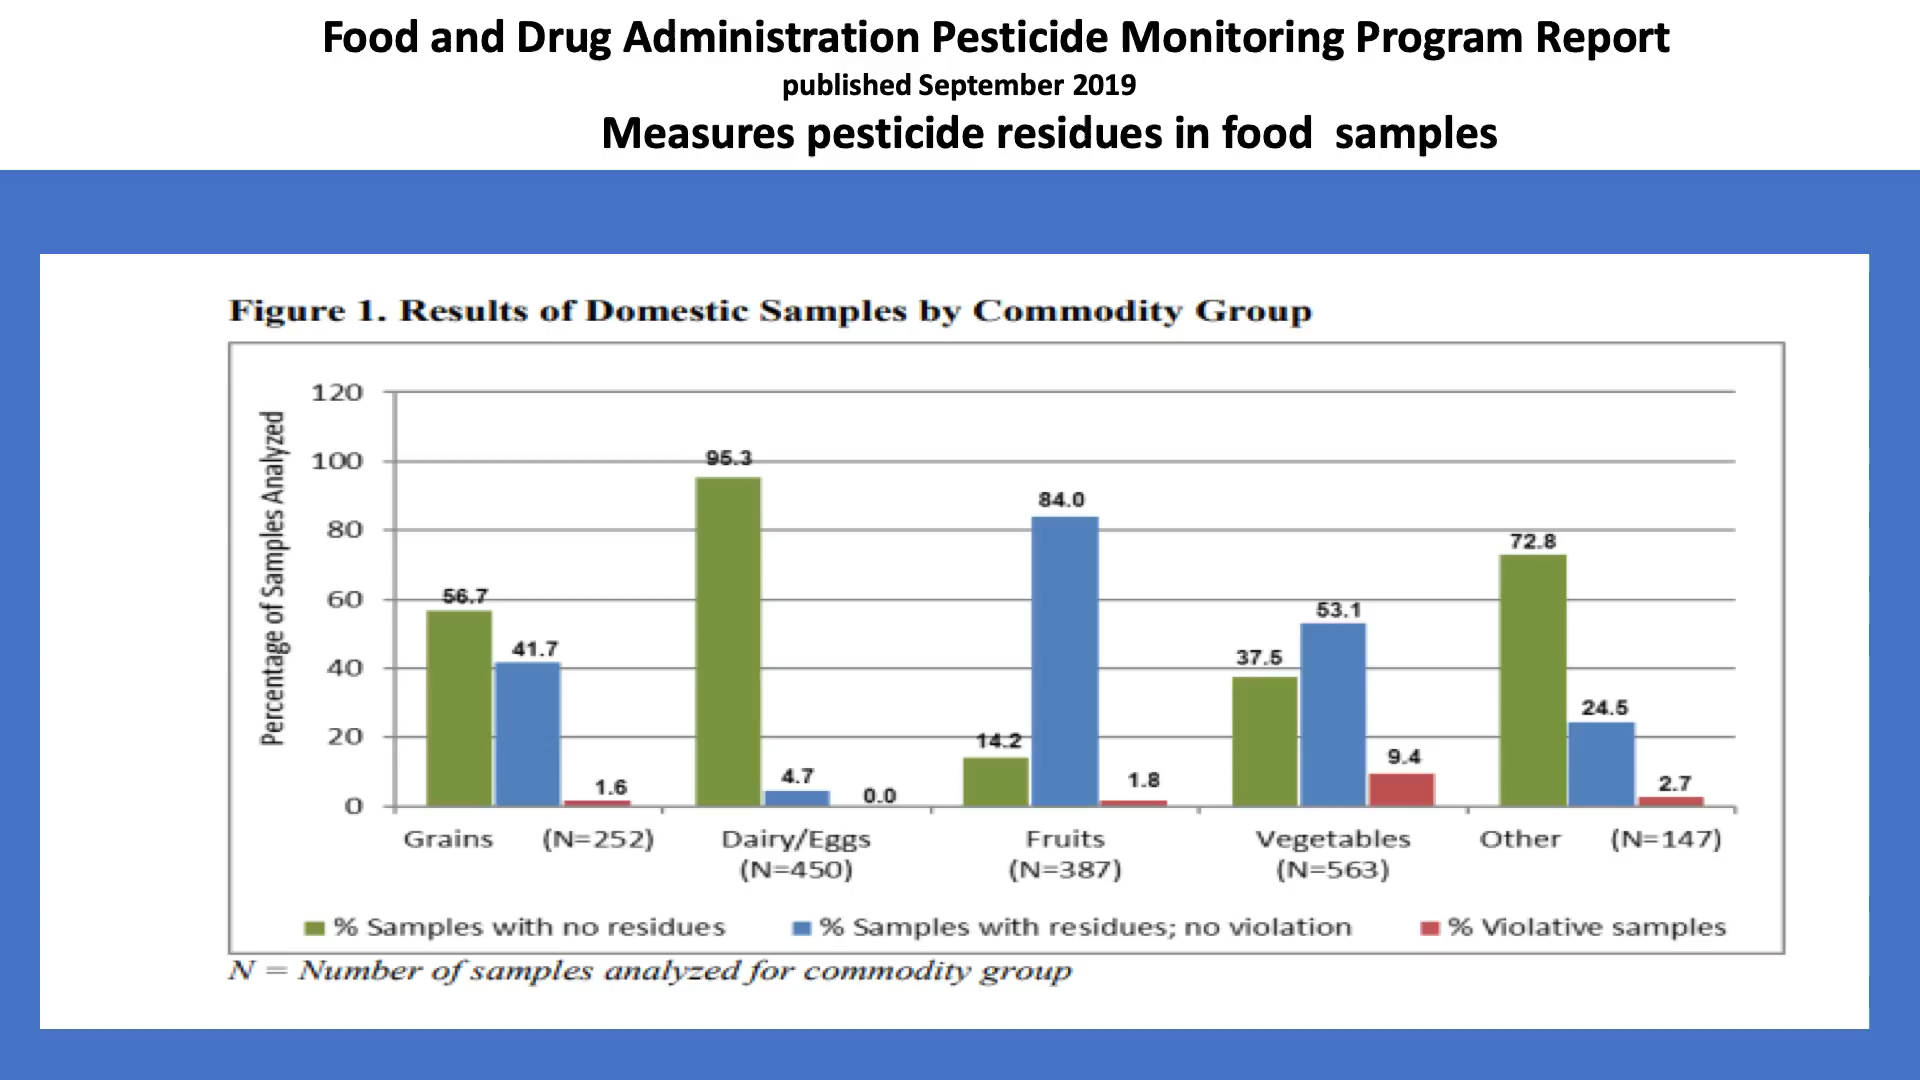 Food and Drug Administration Pesticide Monitoring Program Report
published September 2019
Measures pesticide residues in food samples
Figure 1. Results of Domestic Samples by Commodity Group
Percentage of Samples Analyzed
120
100
80
60
40
20
0
56.7
41.7
1.6
95.3
4.7
0.0
14.2
84.0
1.8
37.5
53.1
9.4
72.8
24.5
2.7
Grains (N=252)
Dairy/Eggs
(N=450)
Fruits
(N=387)
Vegetables
(N=563)
Other (N=147)
% Samples with no residues
% Samples with residues; no violation
% Violative samples
N = Number of samples analyzed for commodity group